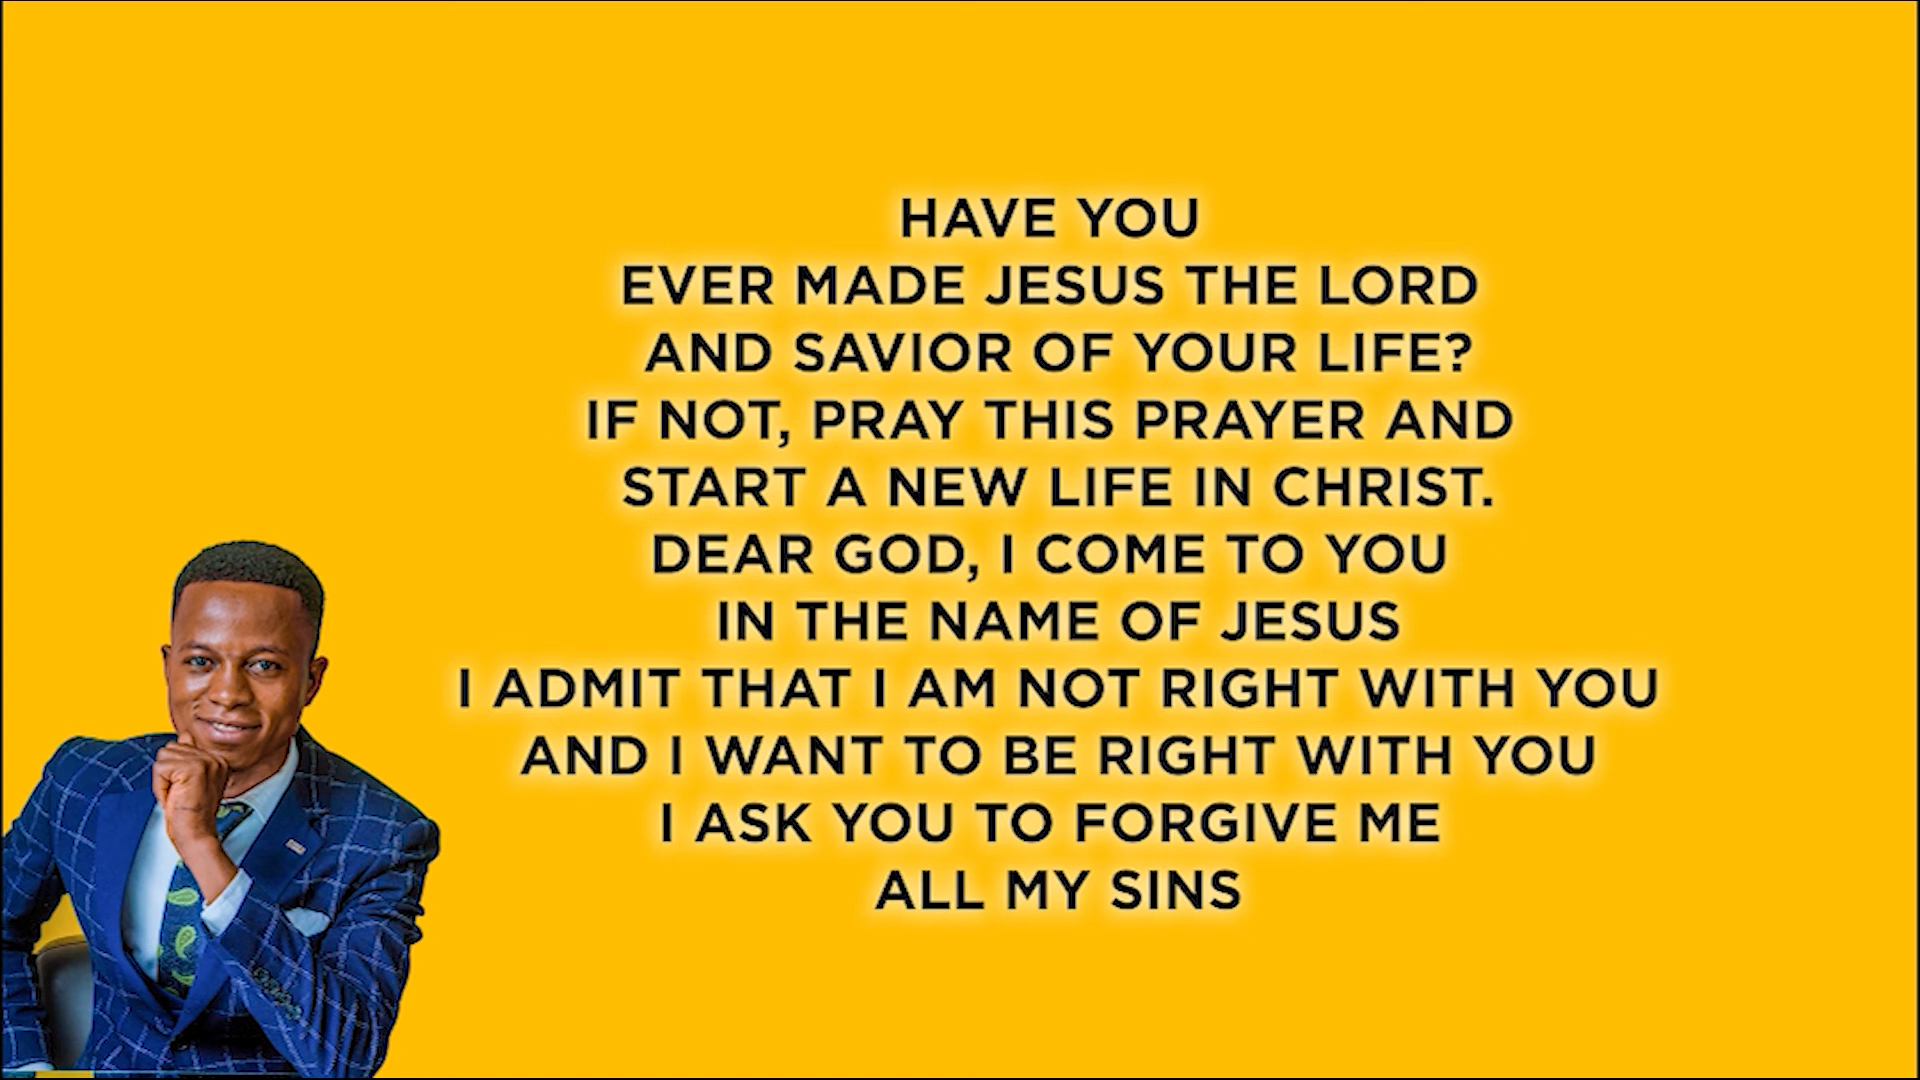 HAVE YOU
EVER MADE JESUS THE LORD
AND SAVIOR OF YOUR LIFE?
IF NOT, PRAY THIS PRAYER AND
START A NEW LIFE IN CHRIST.
DEAR GOD, I COME TO YOU
IN THE NAME OF JESUS
I ADMIT THAT I AM NOT RIGHT WITH YOU
AND I WANT TO BE RIGHT WITH YOU
I ASK YOU TO FORGIVE ME
ALL MY SINS